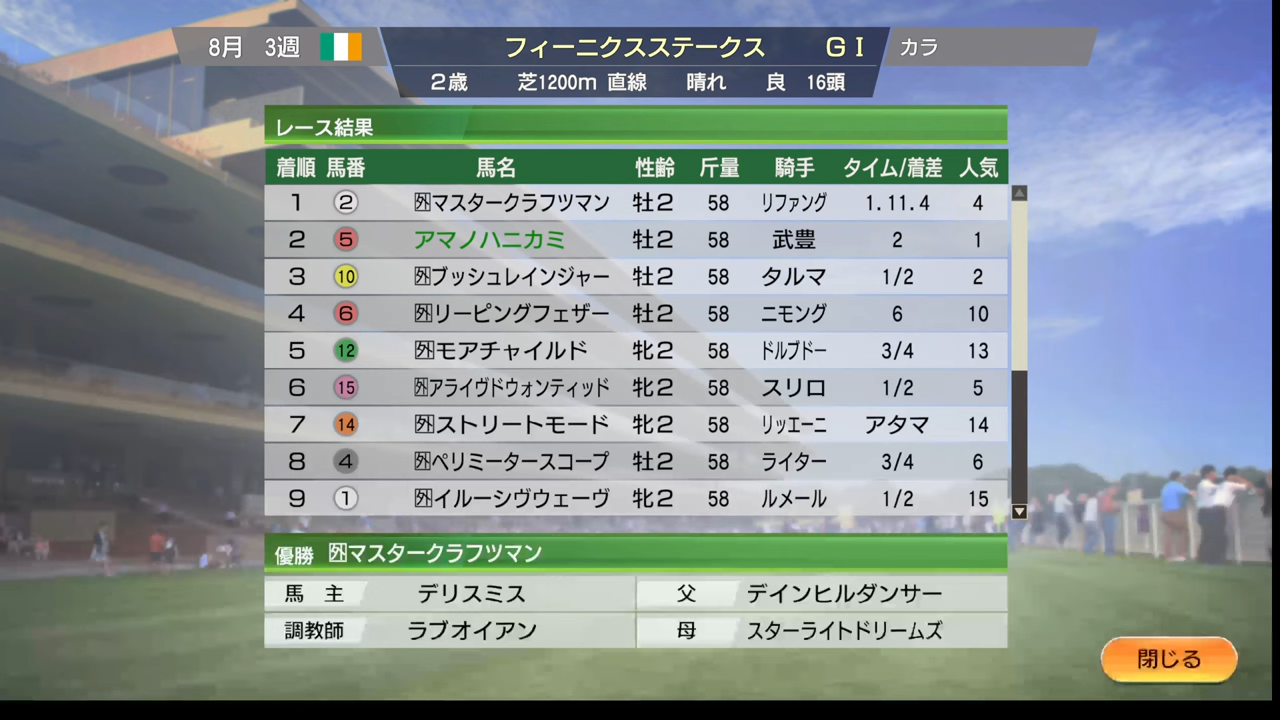 8月 3週 フィーニクスステークス GⅠ カラ
2歳 芝1200m 直線 晴れ 良 16頭
レース結果
着順 馬番 馬名 性齢 斤量 騎手 タイム/着差 人気
1 2 外マスタークラフツマン 牡2 58 リファング 1.11.4 4
2 5 アマノハニカミ 牡2 58 武豊 2 1
3 10 外ブッシュレインジャー 牡2 58 タルマ 1/2 2
4 6 外リーピングフェザー 牡2 58 ニモング 6 10
5 12 外モアチャイルド 牝2 58 ドルブドー 3/4 13
6 15 外アライヴドウォンティッド 牝2 58 スリロ 1/2 5
7 14 外ストリートモード 牝2 58 リッエーニ アタマ 14
8 4 外ペリミータースコープ 牡2 58 ライター 3/4 6
9 1 外イルーシヴウェーヴ 牝2 58 ルメール 1/2 15
優勝 外マスタークラフツマン
馬主 デリスミス 父 デインヒルダンサー
調教師 ラブオイアン 母 スターライトドリームズ
閉じる